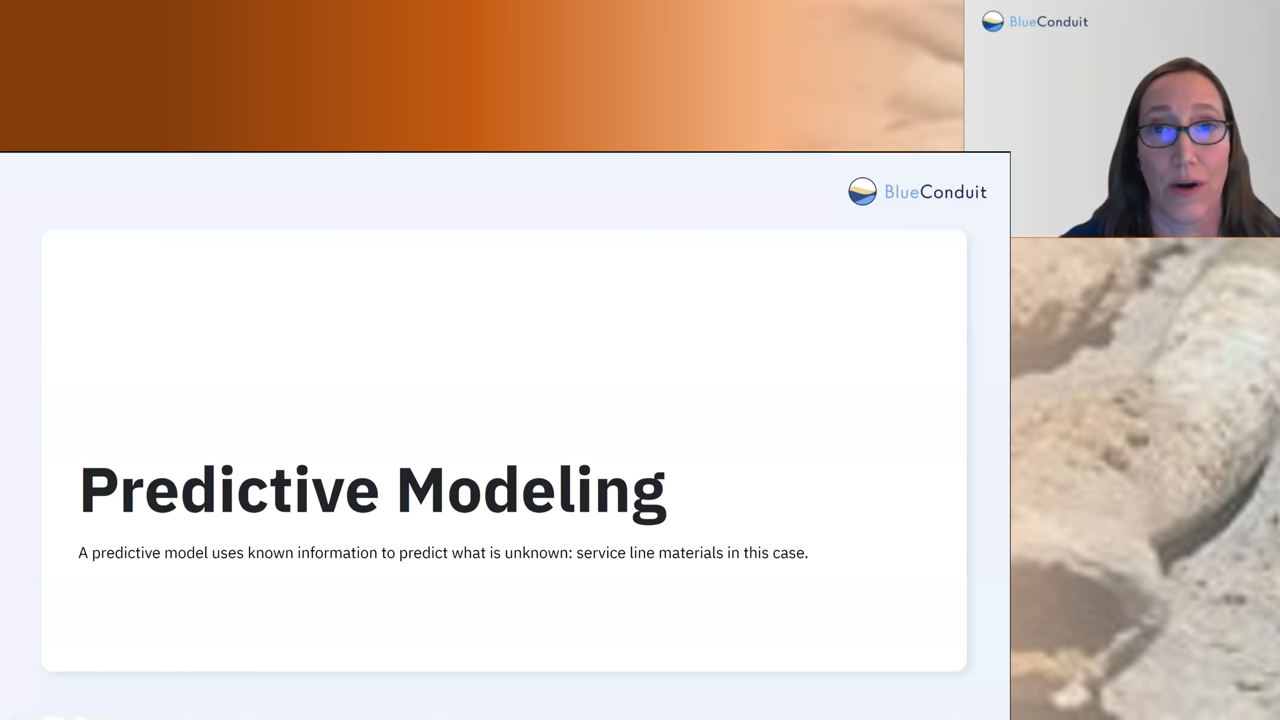 BlueConduit
BlueConduit
Predictive Modeling
A predictive model uses known information to predict what is unknown: service line materials in this case.